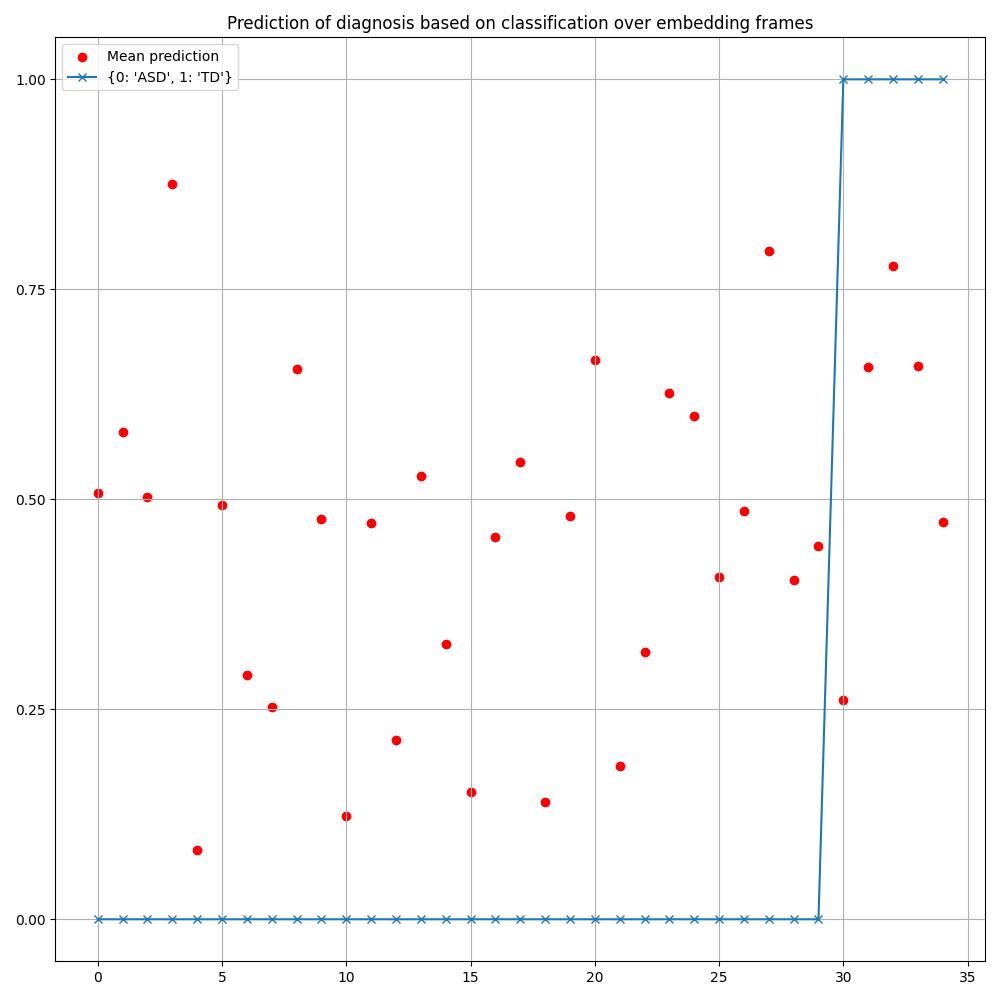 Prediction of diagnosis based on classification over embedding frames
Mean prediction
{0: 'ASD', 1: 'TD'}
1.00
0.75
0.50
0.25
0.00
0 5 10 15 20 25 30 35